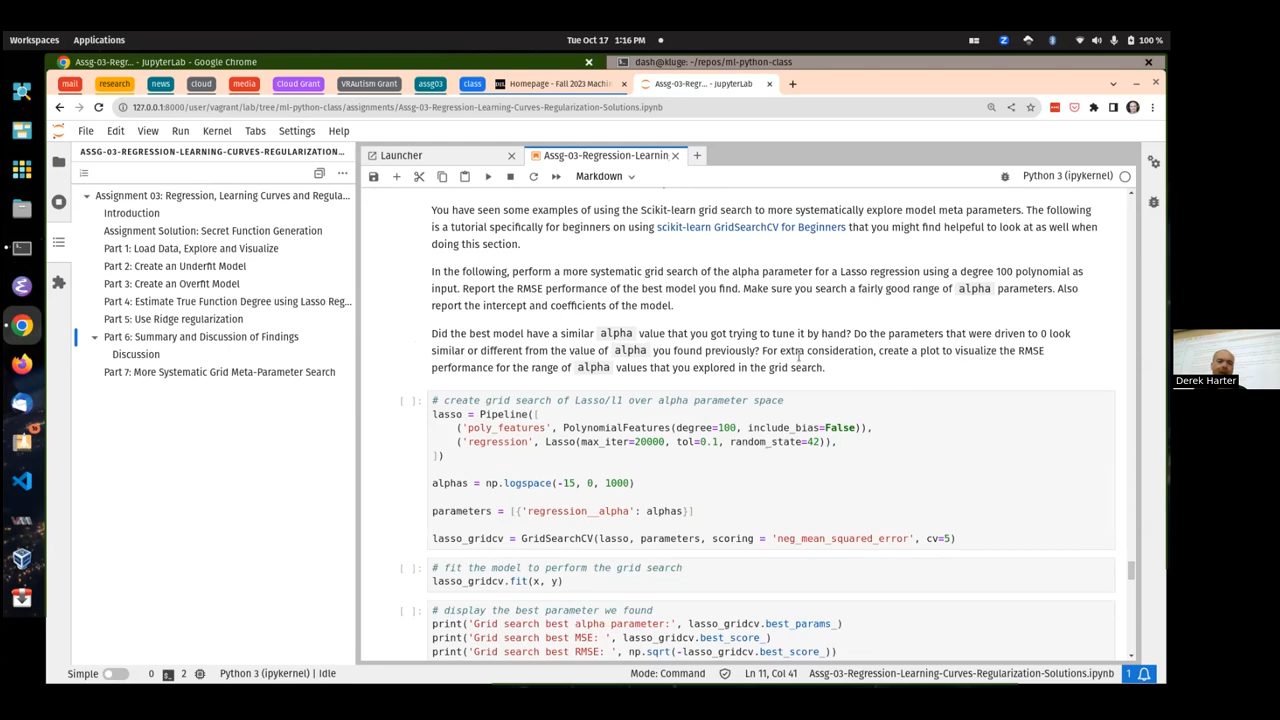 Workspaces Applications Tue Oct 17 1:16 PM 100 %
Assg-03-Regr... - JupyterLab - Google Chrome
dash@kluge: ~/repos/ml-python-class
mail research news cloud media Cloud Grant VRAutism Grant assg03 class Homepage - Fall 2023 Machin Assg-03-Regr... - JupyterLab
127.0.0.1:8000/user/vagrant/lab/tree/ml-python-class/assignments/Assg-03-Regression-Learning-Curves-Regularization-Solutions.ipynb
File Edit View Run Kernel Tabs Settings Help
ASSG-03-REGRESSION-LEARNING-CURVES-REGULARIZATION...
Assignment 03: Regression, Learning Curves and Regula...
Introduction
Assignment Solution: Secret Function Generation
Part 1: Load Data, Explore and Visualize
Part 2: Create an Underfit Model
Part 3: Create an Overfit Model
Part 4: Estimate True Function Degree using Lasso Reg...
Part 5: Use Ridge regularization
Part 6: Summary and Discussion of Findings
Discussion
Part 7: More Systematic Grid Meta-Parameter Search
Launcher
Assg-03-Regression-Learnin
Markdown
Python 3 (ipykernel)
You have seen some examples of using the Scikit-learn grid search to more systematically explore model meta parameters. The following
is a tutorial specifically for beginners on using scikit-learn GridSearchCV for Beginners that you might find helpful to look at as well when
doing this section.
In the following, perform a more systematic grid search of the alpha parameter for a Lasso regression using a degree 100 polynomial as
input. Report the RMSE performance of the best model you find. Make sure you search a fairly good range of alpha parameters. Also
report the intercept and coefficients of the model.
Did the best model have a similar alpha value that you got trying to tune it by hand? Do the parameters that were driven to 0 look
similar or different from the value of alpha you found previously? For extra consideration, create a plot to visualize the RMSE
performance for the range of alpha values that you explored in the grid search.
[ ]: # create grid search of Lasso/l1 over alpha parameter space
lasso = Pipeline([
('poly_features', PolynomialFeatures(degree=100, include_bias=False)),
('regression', Lasso(max_iter=20000, tol=0.1, random_state=42)),
])
alphas = np.logspace(-15, 0, 1000)
parameters = [{'regression__alpha': alphas}]
lasso_gridcv = GridSearchCV(lasso, parameters, scoring = 'neg_mean_squared_error', cv=5)
[ ]: # fit the model to perform the grid search
lasso_gridcv.fit(x, y)
[ ]: # display the best parameter we found
print('Grid search best alpha parameter:', lasso_gridcv.best_params_)
print('Grid search best MSE: ', lasso_gridcv.best_score_)
print('Grid search best RMSE: ', np.sqrt(-lasso_gridcv.best_score_))
Simple 0 2 Python 3 (ipykernel) | Idle Mode: Command Ln 11, Col 41 Assg-03-Regression-Learning-Curves-Regularization-Solutions.ipynb 1
Derek Harter